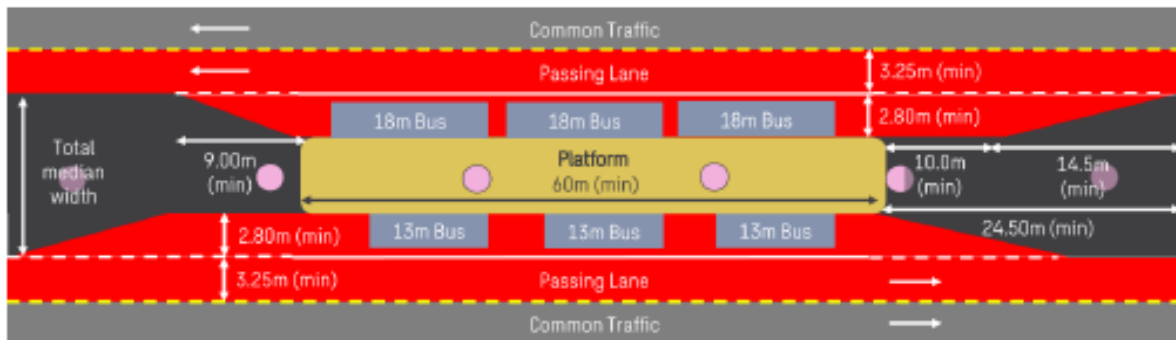 Common Traffic
Passing Lane
3.25m (min)
18m Bus
18m Bus
18m Bus
2.80m (min)
Total
median
width
9.00m
(min)
Platform
60m (min)
10.0m
(min)
14.5m
(min)
24.50m (min)
2.80m (min)
13m Bus
13m Bus
13m Bus
3.25m (min)
Passing Lane
Common Traffic